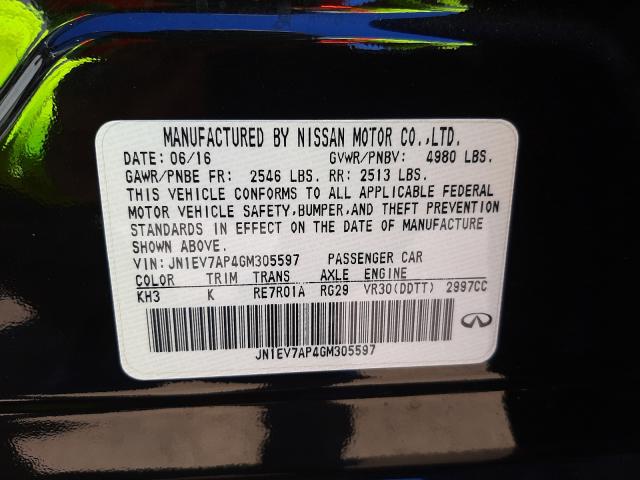 MANUFACTURED BY NISSAN MOTOR CO.,LTD.
DATE: 06/16 GVWR/PNBV: 4980 LBS.
GAWR/PNBE FR: 2546 LBS. RR: 2513 LBS.
THIS VEHICLE CONFORMS TO ALL APPLICABLE FEDERAL
MOTOR VEHICLE SAFETY,BUMPER,AND THEFT PREVENTION
STANDARDS IN EFFECT ON THE DATE OF MANUFACTURE
SHOWN ABOVE.
VIN: JN1EV7AP4GM305597 PASSENGER CAR
COLOR TRIM TRANS AXLE ENGINE
KH3 K RE7R01A RG29 VR30(DDTT) 2997CC
JN1EV7AP4GM305597